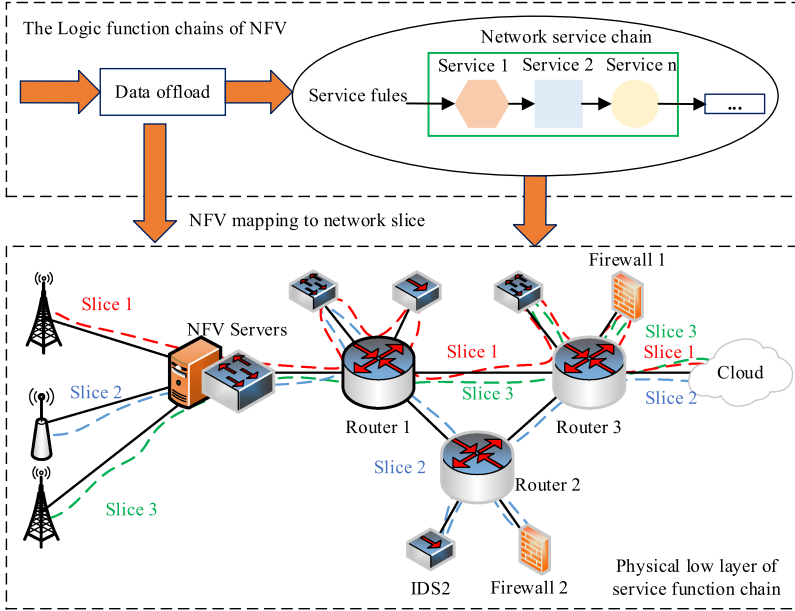 The Logic function chains of NFV
Network service chain
Service 1
Service 2
Service n
Data offload
Service fules
...
NFV mapping to network slice
Firewall 1
Slice 1
NFV Servers
Slice 3
Slice 1
Slice 1
Cloud
Slice 2
Slice 3
Slice 2
Router 1
Router 3
Slice 2
Router 2
Slice 3
IDS2
Firewall 2
Physical low layer of
service function chain